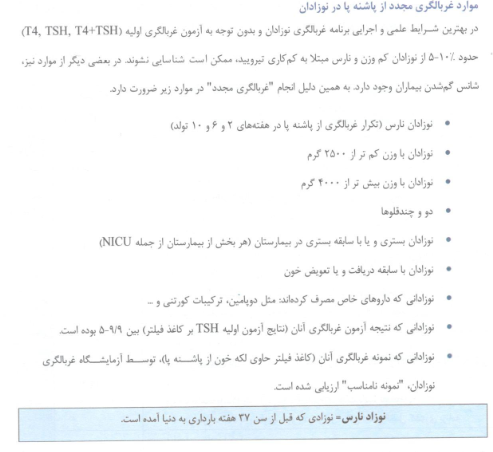 موارد غربالگری مجدد از پاشنه پا در نوزادان
در بهترین شرایط علمی و اجرایی برنامه غربالگری نوزادان و بدون توجه به آزمون غربالگری اولیه (T4, TSH, T4+TSH)
حدود ۱۰٪-۵ از نوزادان کم وزن و نارس مبتلا به کم‌کاری تیرویید، ممکن است شناسایی نشوند. در بعضی دیگر از موارد نیز،
شانس گم‌شدن بیماران وجود دارد. به همین دلیل انجام "غربالگری مجدد" در موارد زیر ضرورت دارد.
• نوزادان نارس (تکرار غربالگری از پاشنه پا در هفته‌های ۲ و ۶ و ۱۰ تولد)
• نوزادان با وزن کم تر از ۲۵۰۰ گرم
• نوزادان با وزن بیش تر از ۴۰۰۰ گرم
• دو و چندقلوها
• نوزادان بستری و یا با سابقه بستری در بیمارستان (هر بخش از بیمارستان از جمله NICU)
• نوزادان با سابقه دریافت و یا تعویض خون
• نوزادانی که داروهای خاص مصرف کرده‌اند: مثل دوپامین، ترکیبات کورتنی و ...
• نوزادانی که نتیجه آزمون غربالگری آنان (نتایج آزمون اولیه TSH بر کاغذ فیلتر) بین ۹/۹-۵ بوده است.
• نوزادانی که نمونه غربالگری آنان (کاغذ فیلتر حاوی لکه خون از پاشنه پا)، توسط آزمایشگاه غربالگری
نوزادان، "نمونه نامناسب" ارزیابی شده است.
نوزاد نارس= نوزادی که قبل از سن ۳۷ هفته بارداری به دنیا آمده است.